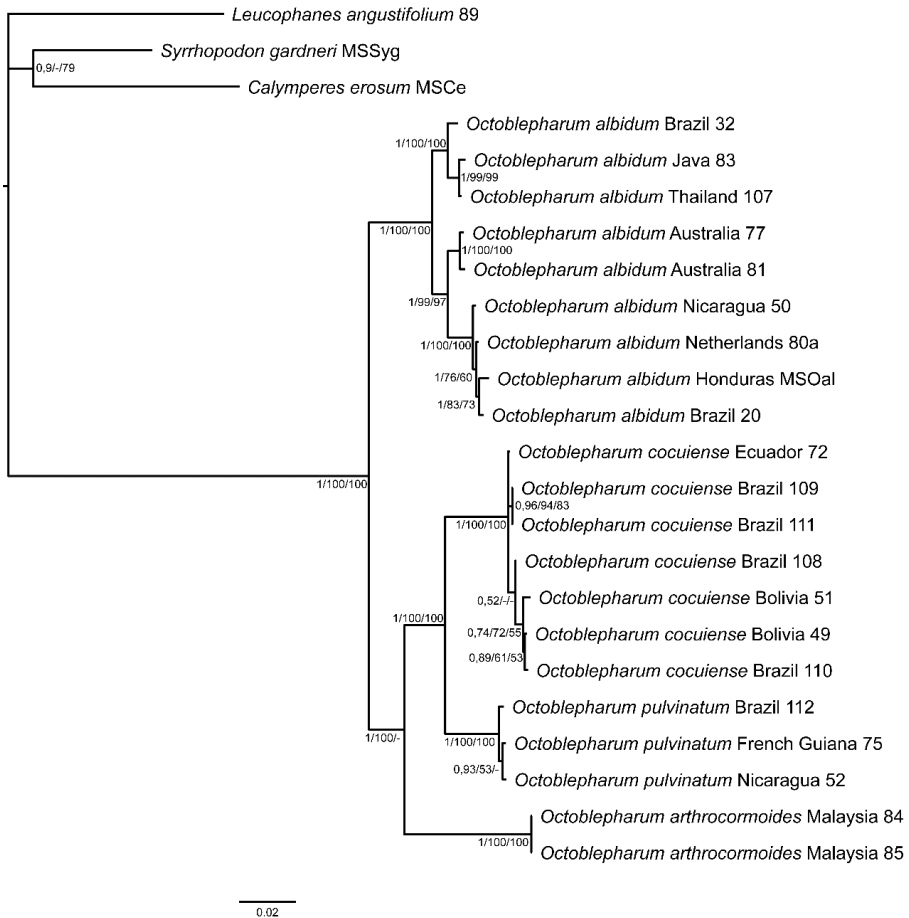 Leucophanes angustifolium 89
Syrrhopodon gardneri MSSyg
0,9/-/79
Calymperes erosum MSCe
Octoblepharum albidum Brazil 32
1/100/100
Octoblepharum albidum Java 83
1/99/99
Octoblepharum albidum Thailand 107
1/100/100
Octoblepharum albidum Australia 77
1/100/100
Octoblepharum albidum Australia 81
1/99/97
Octoblepharum albidum Nicaragua 50
1/100/100
Octoblepharum albidum Netherlands 80a
1/76/60
Octoblepharum albidum Honduras MSOal
1/83/73
Octoblepharum albidum Brazil 20
Octoblepharum cocuiense Ecuador 72
1/100/100
Octoblepharum cocuiense Brazil 109
0,96/94/83
1/100/100
Octoblepharum cocuiense Brazil 111
Octoblepharum cocuiense Brazil 108
0,52/-/-
Octoblepharum cocuiense Bolivia 51
1/100/100
0,74/72/55
Octoblepharum cocuiense Bolivia 49
0,89/61/53
Octoblepharum cocuiense Brazil 110
Octoblepharum pulvinatum Brazil 112
1/100/-
1/100/100
Octoblepharum pulvinatum French Guiana 75
0,93/53/-
Octoblepharum pulvinatum Nicaragua 52
Octoblepharum arthrocormoides Malaysia 84
1/100/100
Octoblepharum arthrocormoides Malaysia 85
0.02